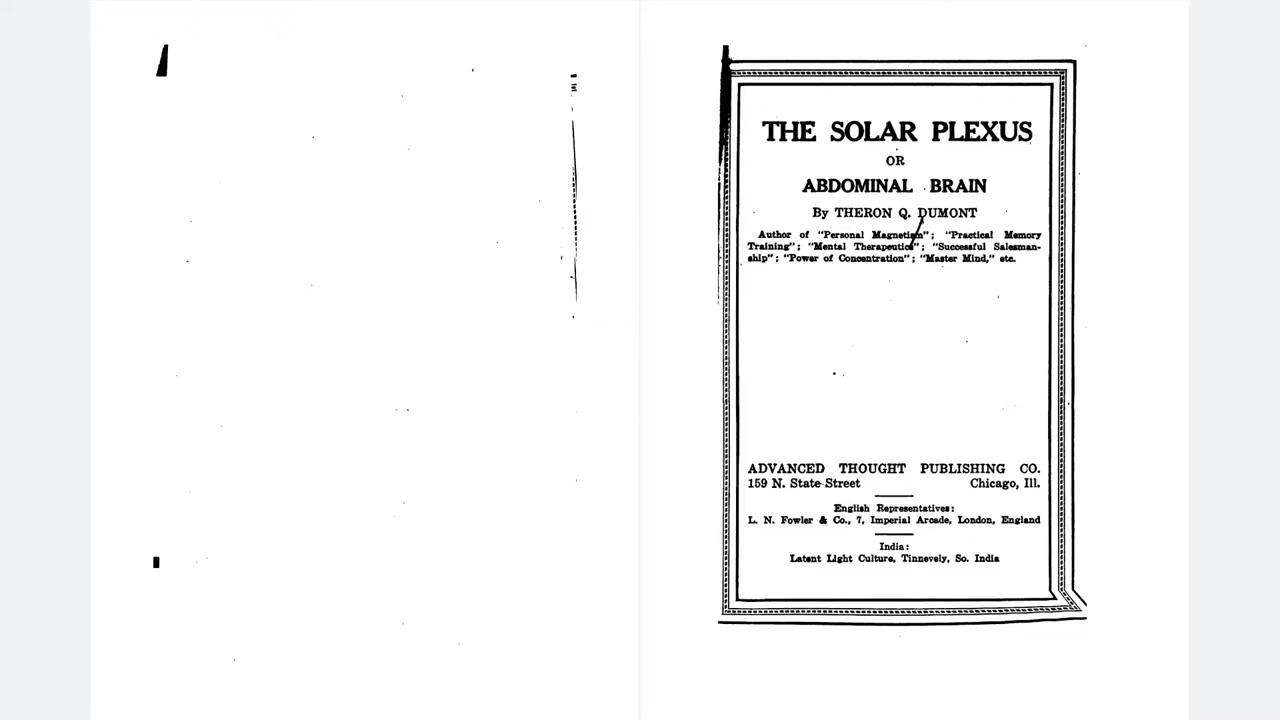 THE SOLAR PLEXUS
OR
ABDOMINAL BRAIN
By THERON Q. DUMONT
Author of "Personal Magnetism"; "Practical Memory
Training"; "Mental Therapeutics"; "Successful Salesman-
ship"; "Power of Concentration"; "Master Mind," etc.
ADVANCED THOUGHT PUBLISHING CO.
159 N. State Street Chicago, Ill.
English Representatives:
L. N. Fowler & Co., 7, Imperial Arcade, London, England
India:
Latent Light Culture, Tinnevely, So. India